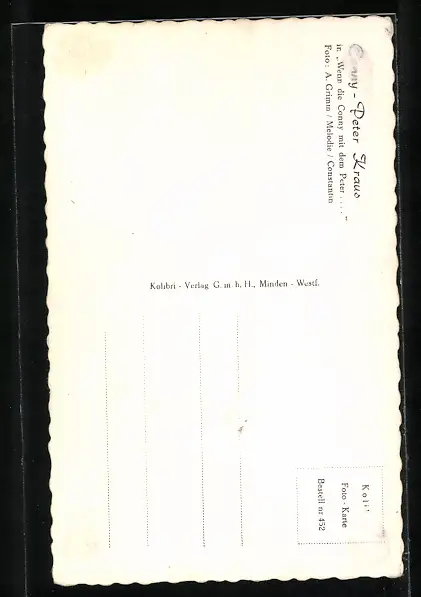 Conny - Peter Kraus
in „Wenn die Conny mit dem Peter . . . . "
Foto: A. Grimm / Melodie / Constantin
Kolibri - Verlag G. m b. H., Minden - Westf.
Foto - Karte
Bestell nr 452